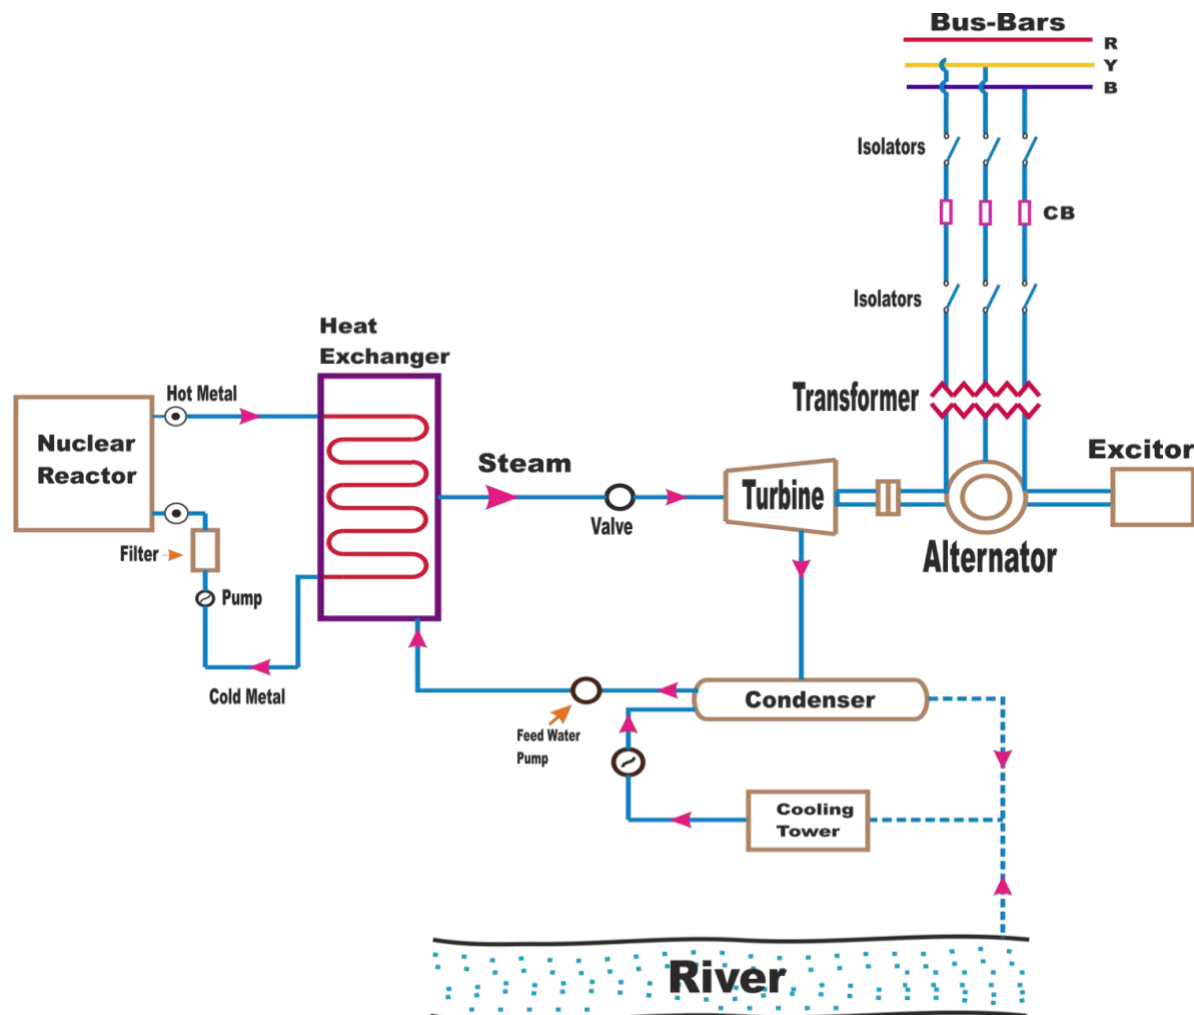 Bus-Bars
R
Y
B
Isolators
CB
Isolators
Heat
Exchanger
Transformer
Hot Metal
Nuclear
Reactor
Steam
Excitor
Turbine
Valve
Filter
Alternator
Pump
Cold Metal
Condenser
Feed Water
Pump
Cooling
Tower
River